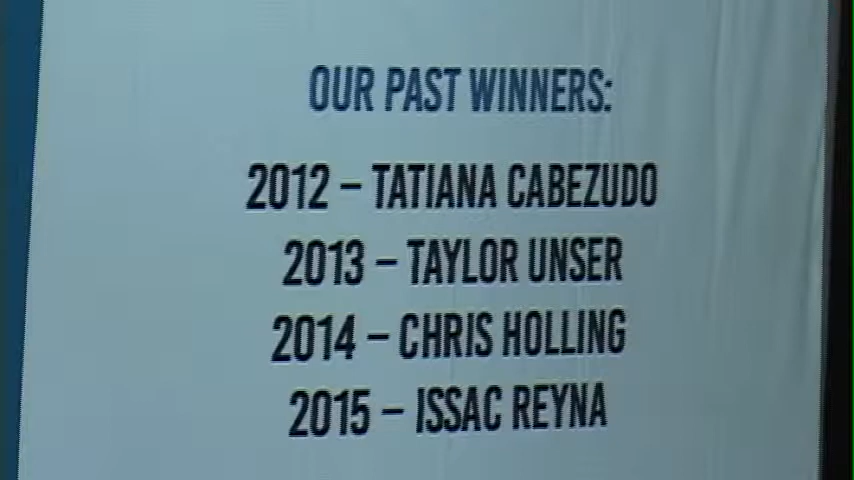 OUR PAST WINNERS:
2012 – TATIANA CABEZUDO
2013 – TAYLOR UNSER
2014 – CHRIS HOLLING
2015 – ISSAC REYNA